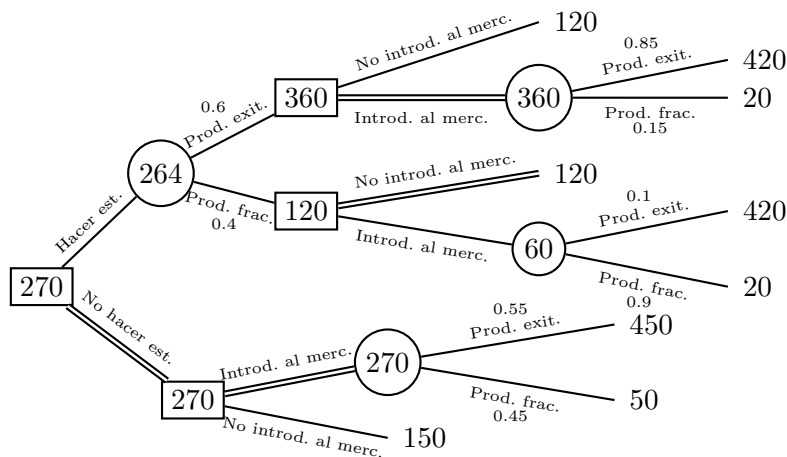 No introd. al merc.
120
0.6
Prod. exit.
360
Introd. al merc.
360
0.85
Prod. exit.
420
Prod. frac.
0.15
20
Hacer est.
264
Prod. frac.
0.4
120
No introd. al merc.
120
Introd. al merc.
60
0.1
Prod. exit.
420
Prod. frac.
0.9
20
270
No hacer est.
270
Introd. al merc.
270
0.55
Prod. exit.
450
Prod. frac.
0.45
50
No introd. al merc.
150